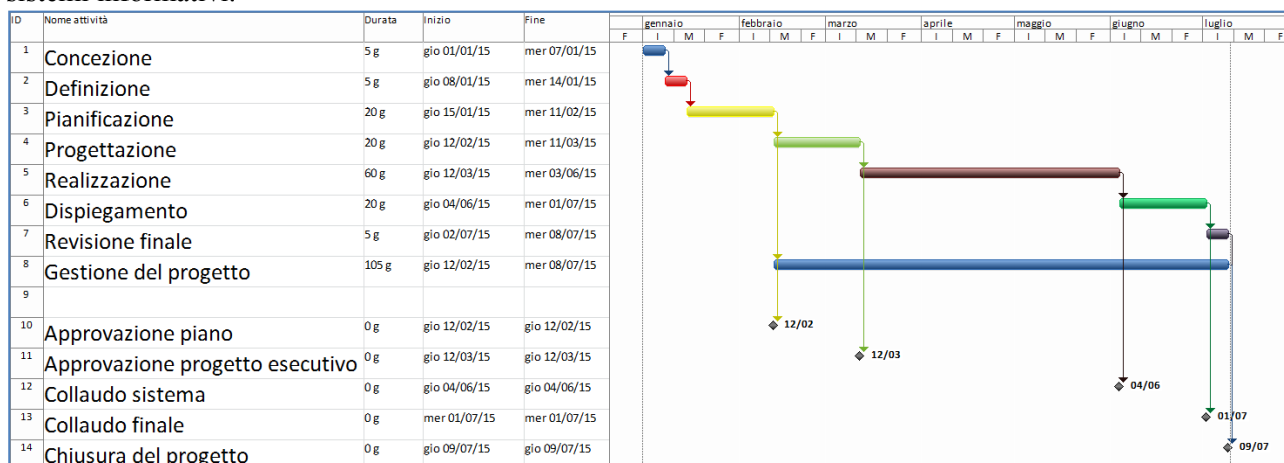 sistemi informativi.
ID Nome attività Durata Inizio Fine gennaio febbraio marzo aprile maggio giugno luglio
F I M F I M F I M F I M F I M F I M F I M F
1 Concezione 5 g gio 01/01/15 mer 07/01/15
2 Definizione 5 g gio 08/01/15 mer 14/01/15
3 Pianificazione 20 g gio 15/01/15 mer 11/02/15
4 Progettazione 20 g gio 12/02/15 mer 11/03/15
5 Realizzazione 60 g gio 12/03/15 mer 03/06/15
6 Dispiegamento 20 g gio 04/06/15 mer 01/07/15
7 Revisione finale 5 g gio 02/07/15 mer 08/07/15
8 Gestione del progetto 105 g gio 12/02/15 mer 08/07/15
9
10 Approvazione piano 0 g gio 12/02/15 gio 12/02/15 12/02
11 Approvazione progetto esecutivo 0 g gio 12/03/15 gio 12/03/15 12/03
12 Collaudo sistema 0 g gio 04/06/15 gio 04/06/15 04/06
13 Collaudo finale 0 g mer 01/07/15 mer 01/07/15 01/07
14 Chiusura del progetto 0 g gio 09/07/15 gio 09/07/15 09/07